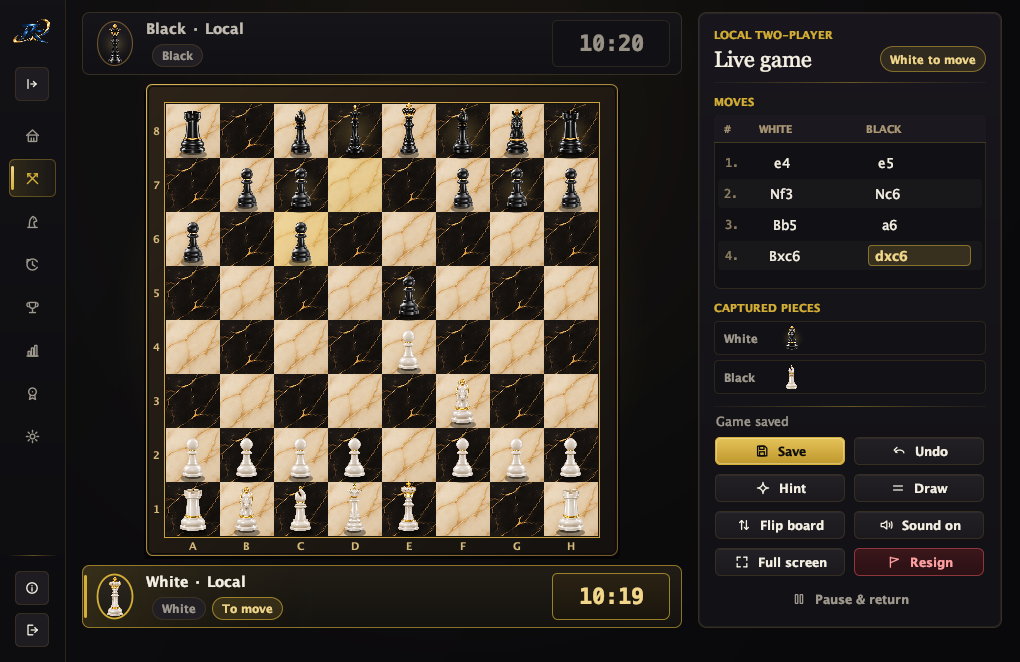 Black · Local
Black
10:20
8
7
6
5
4
3
2
1
A B C D E F G H
White · Local
White To move
10:19
LOCAL TWO-PLAYER
Live game
White to move
MOVES
# WHITE BLACK
1. e4 e5
2. Nf3 Nc6
3. Bb5 a6
4. Bxc6 dxc6
CAPTURED PIECES
White
Black
Game saved
Save Undo
Hint Draw
Flip board Sound on
Full screen Resign
Pause & return